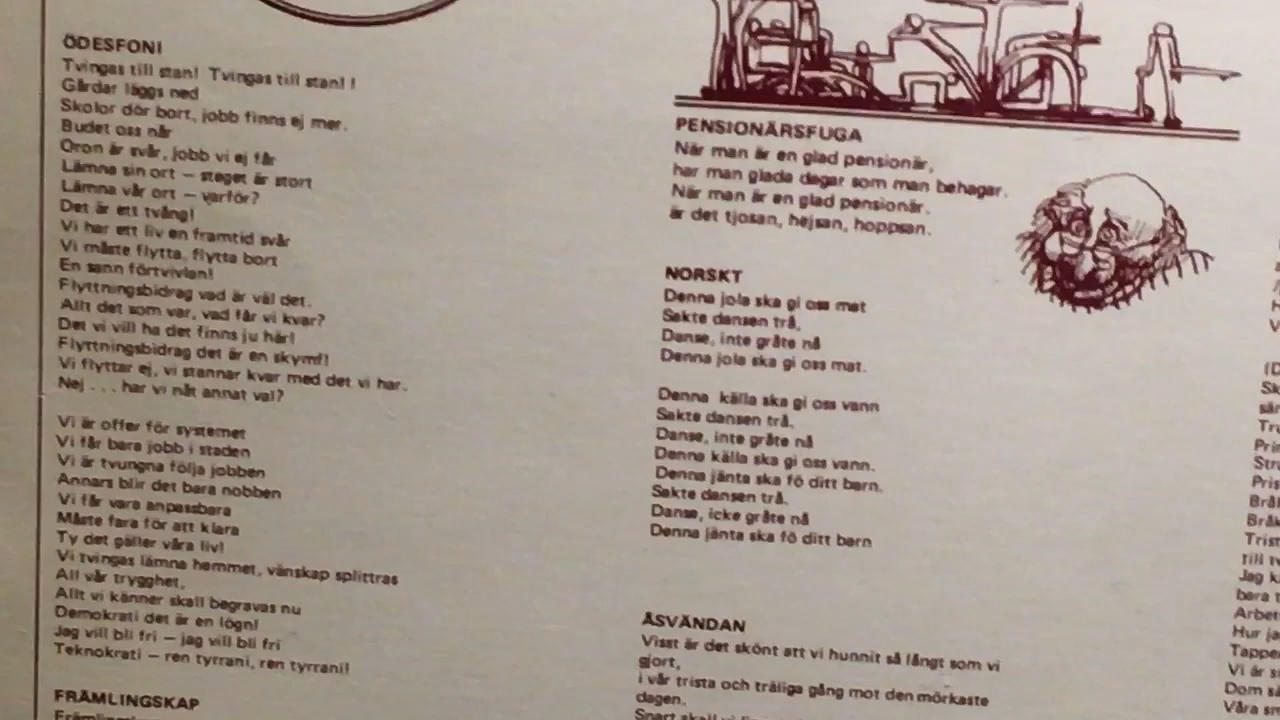 ÖDESFONI
Tvingas till stan! Tvingas till stan! !
Gårdar läggs ned
Skolor dör bort, jobb finns ej mer.
Budet oss når
Oron är svår, jobb vi ej får
Lämna sin ort – steget är stort
Lämna vår ort – varför?
Det är ett tvång!
Vi har ett liv en framtid svår
Vi måste flytta, flytta bort
En sann förtvivlan!
Flyttningsbidrag vad är väl det.
Allt det som var, vad får vi kvar?
Det vi vill ha det finns ju här!
Flyttningsbidrag det är en skymf!
Vi flyttar ej, vi stannar kvar med det vi har.
Nej . . . har vi nåt annat val?
Vi är offer för systemet
Vi får bara jobb i staden
Vi är tvungna följa jobben
Annars blir det bara nobben
Vi får vara anpassbara
Måste fara för att klara
Ty det gäller våra liv!
Vi tvingas lämna hemmet, vänskap splittras
All vår trygghet,
Allt vi känner skall begravas nu
Demokrati det är en lögn!
Jag vill bli fri – jag vill bli fri
Teknokrati – ren tyrrani, ren tyrrani!
FRÄMLINGSKAP
PENSIONÄRSFUGA
När man är en glad pensionär,
har man glada dagar som man behagar.
När man är en glad pensionär.
är det tjosan, hejsan, hoppsan.
NORSKT
Denna jola ska gi oss mat
Sakte dansen trå,
Danse, inte gråte nå
Denna jola ska gi oss mat.
Denna källa ska gi oss vann
Sakte dansen trå.
Danse, inte gråte nå
Denna källa ska gi oss vann.
Denna jänta ska fö ditt barn.
Sakte dansen trå.
Danse, icke gråte nå
Denna jänta ska fö ditt barn
ÅSVÄNDAN
Visst är det skönt att vi hunnit så långt som vi
gjort,
i vår trista och träliga gång mot den mörkaste
dagen.